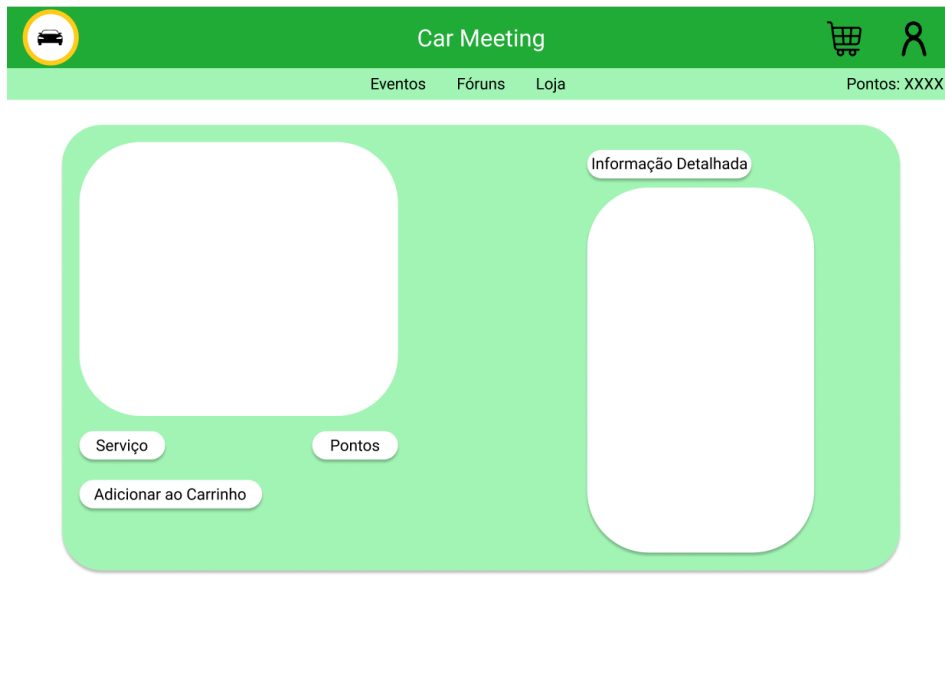 Car Meeting
Eventos Fóruns Loja Pontos: XXXX
Informação Detalhada
Serviço Pontos
Adicionar ao Carrinho